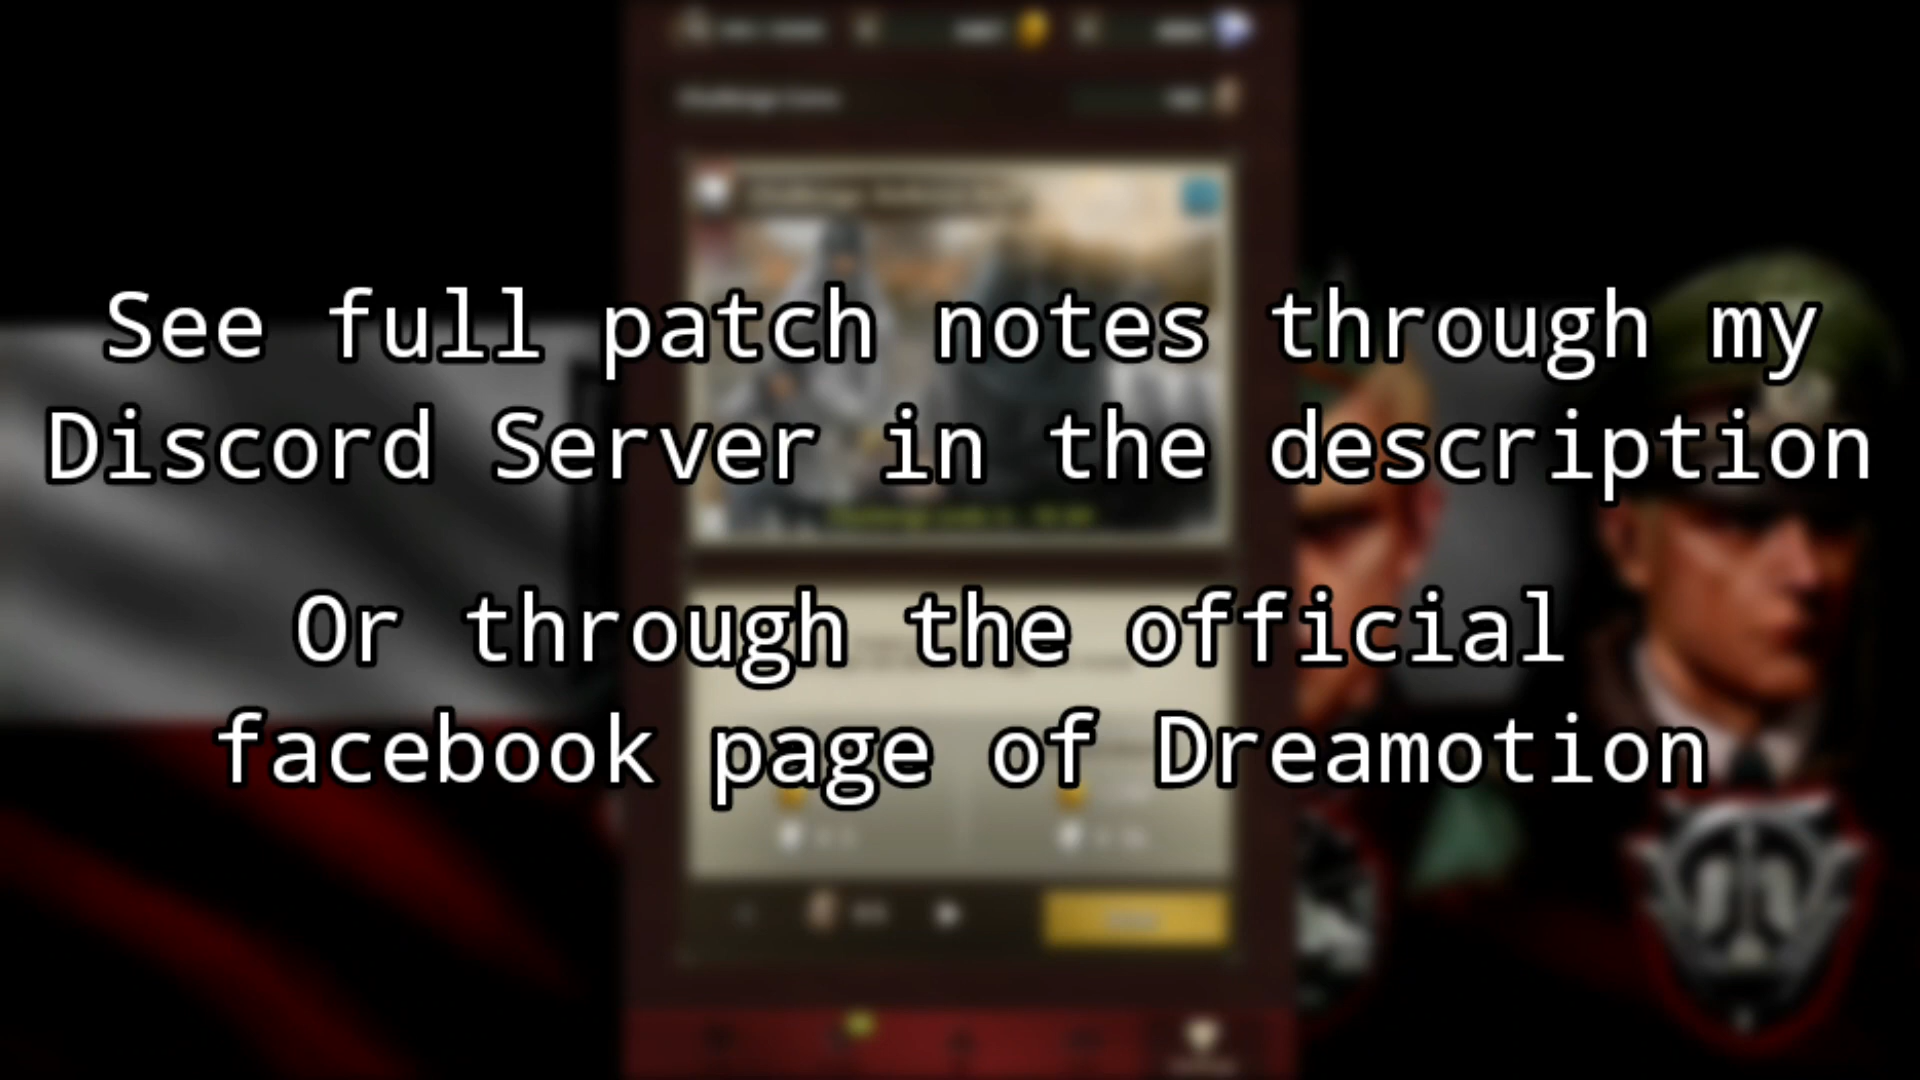 See full patch notes through my
Discord Server in the description
Or through the official
facebook page of Dreamotion